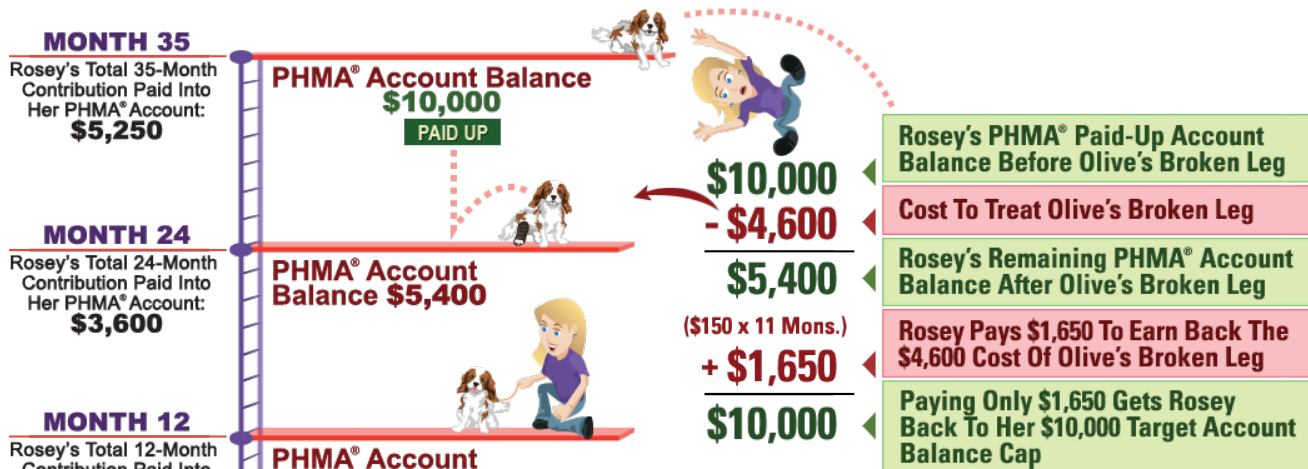 MONTH 35
Rosey's Total 35-Month
Contribution Paid Into
Her PHMA® Account:
$5,250
PHMA® Account Balance
$10,000
PAID UP
MONTH 24
Rosey's Total 24-Month
Contribution Paid Into
Her PHMA® Account:
$3,600
PHMA® Account
Balance $5,400
MONTH 12
Rosey's Total 12-Month
Contribution Paid Into
PHMA® Account
$10,000
- $4,600
$5,400
($150 x 11 Mons.)
+ $1,650
$10,000
Rosey's PHMA® Paid-Up Account
Balance Before Olive's Broken Leg
Cost To Treat Olive's Broken Leg
Rosey's Remaining PHMA® Account
Balance After Olive's Broken Leg
Rosey Pays $1,650 To Earn Back The
$4,600 Cost Of Olive's Broken Leg
Paying Only $1,650 Gets Rosey
Back To Her $10,000 Target Account
Balance Cap